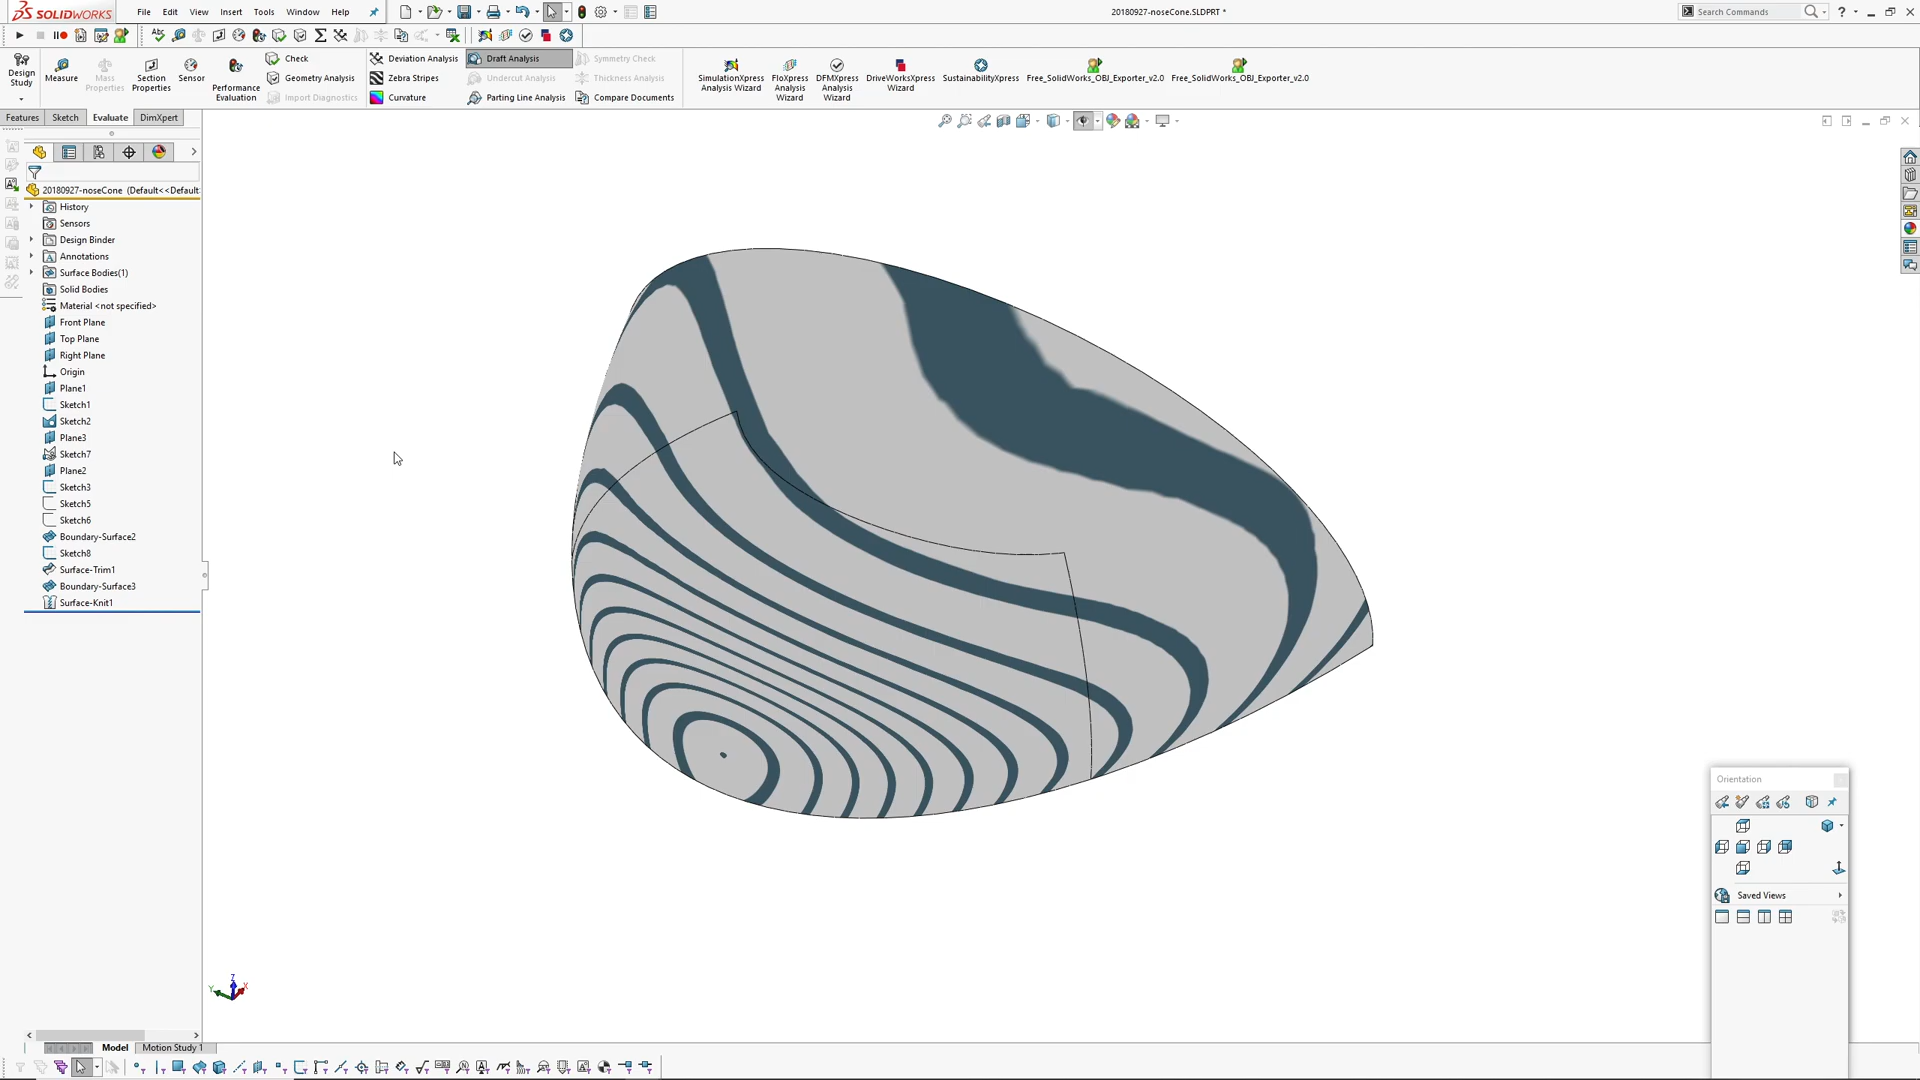 SOLIDWORKS File Edit View Insert Tools Window Help 20180927-noseCone.SLDPRT * Search Commands
Design Study
Measure
Mass Properties
Section Properties
Sensor
Performance Evaluation
Check
Geometry Analysis
Import Diagnostics
Deviation Analysis
Zebra Stripes
Curvature
Draft Analysis
Undercut Analysis
Parting Line Analysis
Symmetry Check
Thickness Analysis
Compare Documents
SimulationXpress Analysis Wizard
FloXpress Analysis Wizard
DFMXpress Analysis Wizard
DriveWorksXpress Wizard
SustainabilityXpress
Free_SolidWorks_OBJ_Exporter_v2.0
Free_SolidWorks_OBJ_Exporter_v2.0
Features Sketch Evaluate DimXpert
20180927-noseCone (Default<<Default
History
Sensors
Design Binder
Annotations
Surface Bodies(1)
Solid Bodies
Material <not specified>
Front Plane
Top Plane
Right Plane
Origin
Plane1
Sketch1
Sketch2
Plane3
Sketch7
Plane2
Sketch3
Sketch5
Sketch6
Boundary-Surface2
Sketch8
Surface-Trim1
Boundary-Surface3
Surface-Knit1
Orientation
Saved Views
Z
Y
X
Model Motion Study 1